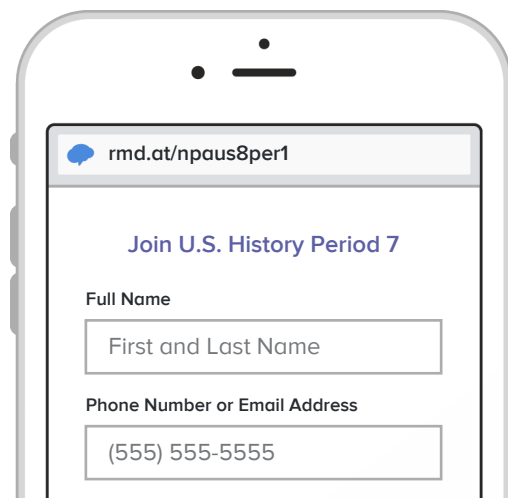 rmd.at/npaus8per1
Join U.S. History Period 7
Full Name
First and Last Name
Phone Number or Email Address
(555) 555-5555